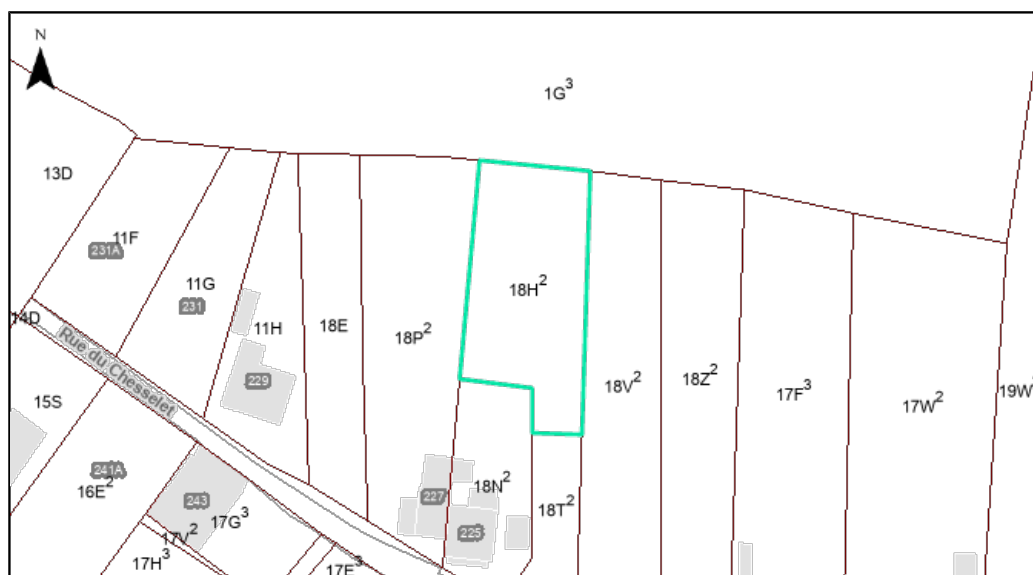 N
1G³
13D
11F
231A
11G
231
18H²
14D
11H
18E
18P²
Rue du Chesselet
229
18V²
18Z²
17F³
17W²
19W
15S
241A
16E²
243
17G³
227
18N²
18T²
225
17V²
17H³
17E³